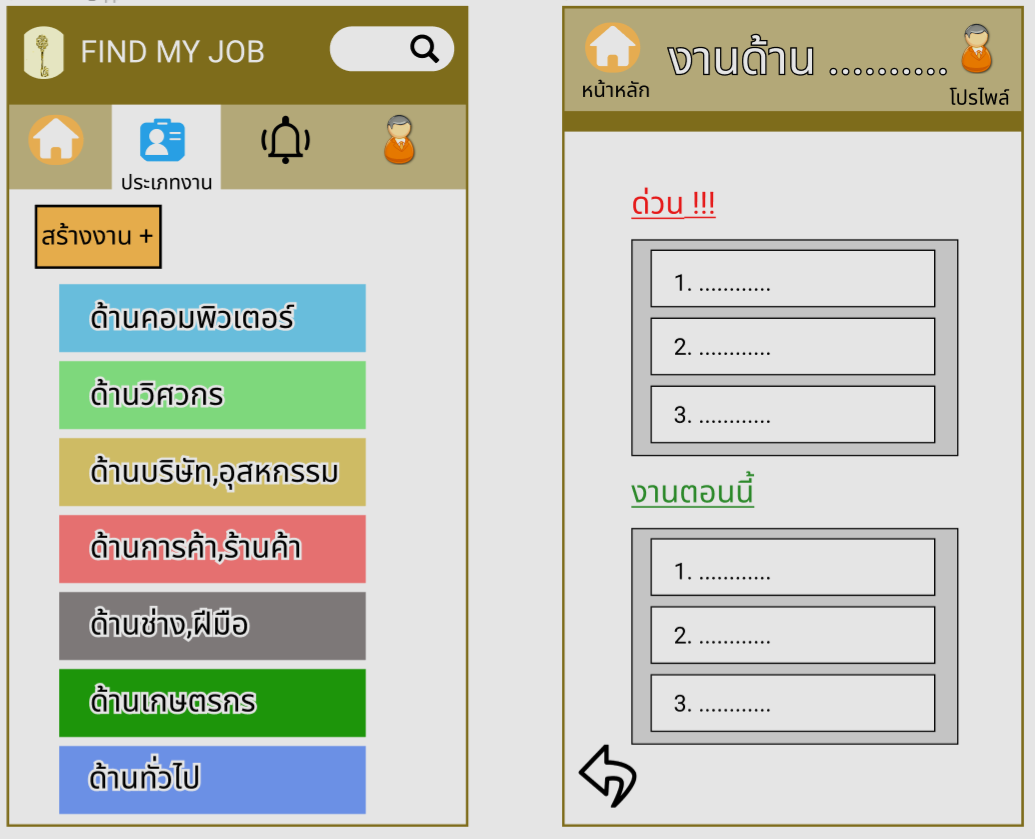 FIND MY JOB
ประเภทงาน
สร้างงาน +
ด้านคอมพิวเตอร์
ด้านวิศวกร
ด้านบริษัท,อุสหกรรม
ด้านการค้า,ร้านค้า
ด้านช่าง,ฝีมือ
ด้านเกษตรกร
ด้านทั่วไป
งานด้าน ..........
หน้าหลัก
โปรไพล์
ด่วน !!!
1. ............
2. ............
3. ............
งานตอนนี้
1. ............
2. ............
3. ............